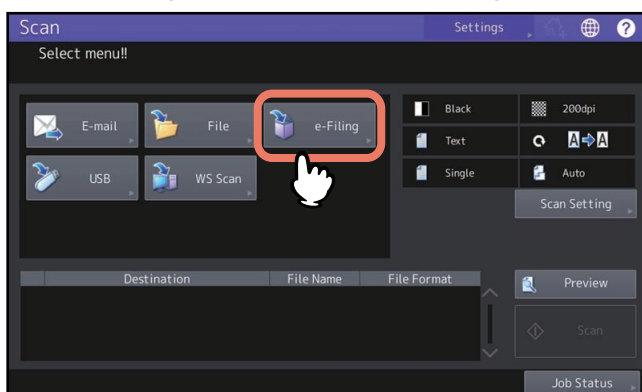 Scan
Settings
?
Select menu!!
E-mail
File
e-Filing
USB
WS Scan
Black
200dpi
Text
A A
Single
Auto
Scan Setting
Destination File Name File Format
Preview
Scan
Job Status